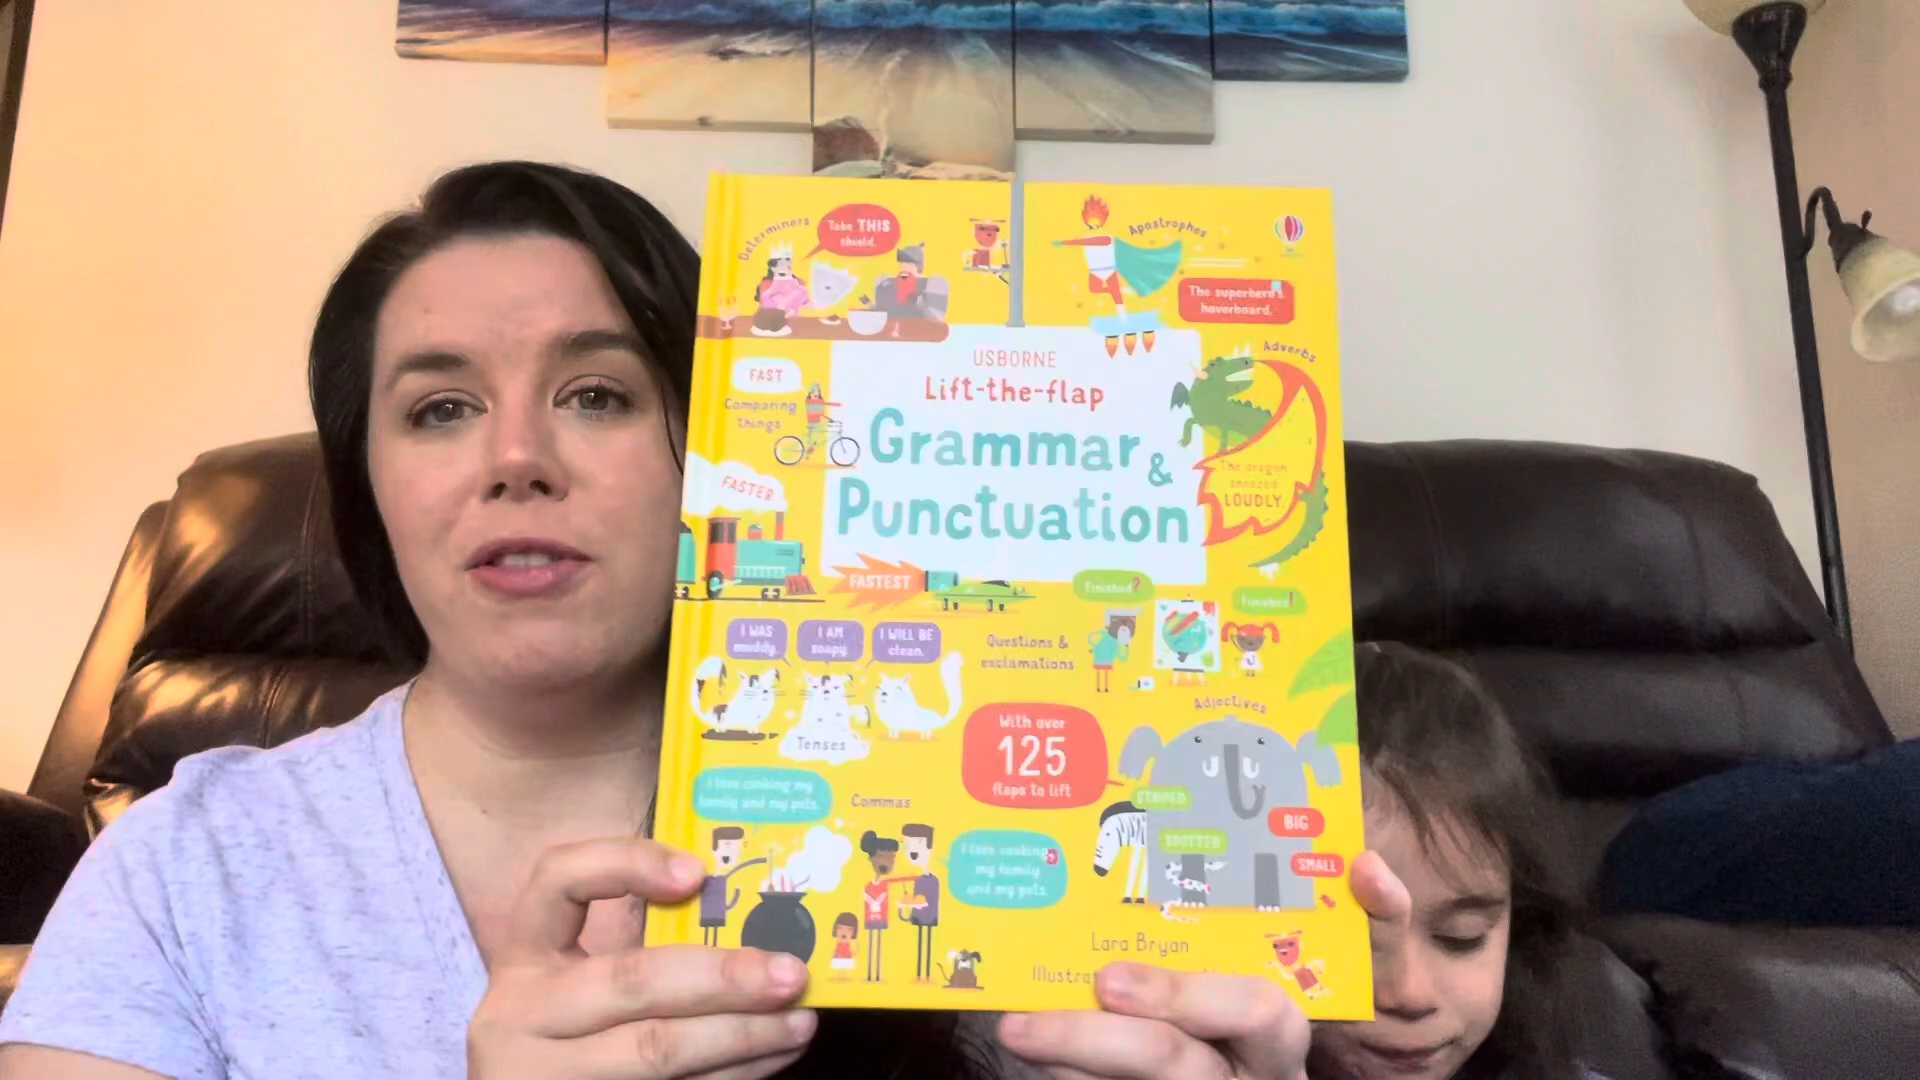 Determiners
Take THIS
shield.
Apostrophes
The superhero's
hoverboard.
USBORNE
Lift-the-flap
Grammar &
Punctuation
FAST
Comparing
things
FASTER
FASTEST
Adverbs
The dragon
sneezed
LOUDLY.
I WAS
muddy.
I AM
soapy.
I WILL BE
clean.
Tenses
Finished?
Finished!
Questions &
exclamations
Adjectives
With over
125
flaps to lift
STRIPED
SPOTTED
BIG
SMALL
I love cooking my
family and my pets.
Commas
I love cooking,
my family
and my pets.
Lara Bryan